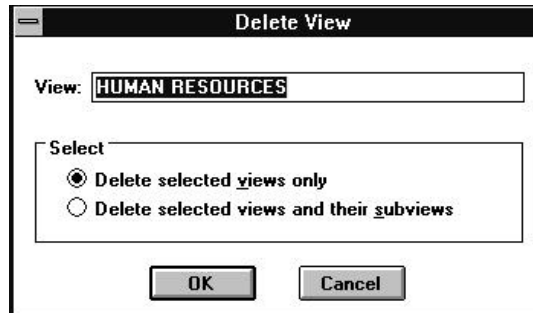 Delete View
View: HUMAN RESOURCES
Select
Delete selected views only
Delete selected views and their subviews
OK Cancel